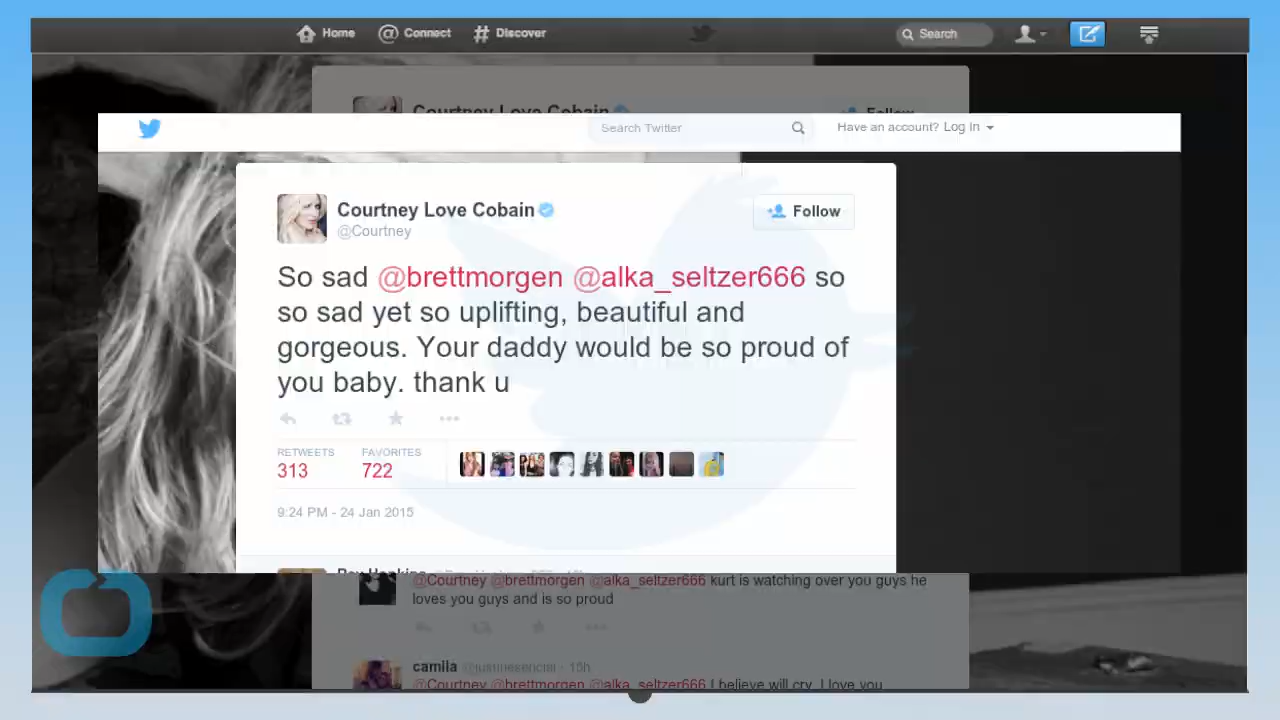 Home
Connect
Discover
Search
Courtney Love Cobain
Follow
Search Twitter
Have an account? Log in
Courtney Love Cobain
@Courtney
Follow
So sad @brettmorgen @alka_seltzer666 so
so sad yet so uplifting, beautiful and
gorgeous. Your daddy would be so proud of
you baby. thank u
RETWEETS
FAVORITES
313
722
9:24 PM - 24 Jan 2015
@Courtney @brettmorgen @alka_seltzer666 kurt is watching over you guys he
loves you guys and is so proud
camila
15h
@Courtney @brettmorgen @alka_seltzer666 I believe will cry. I love you